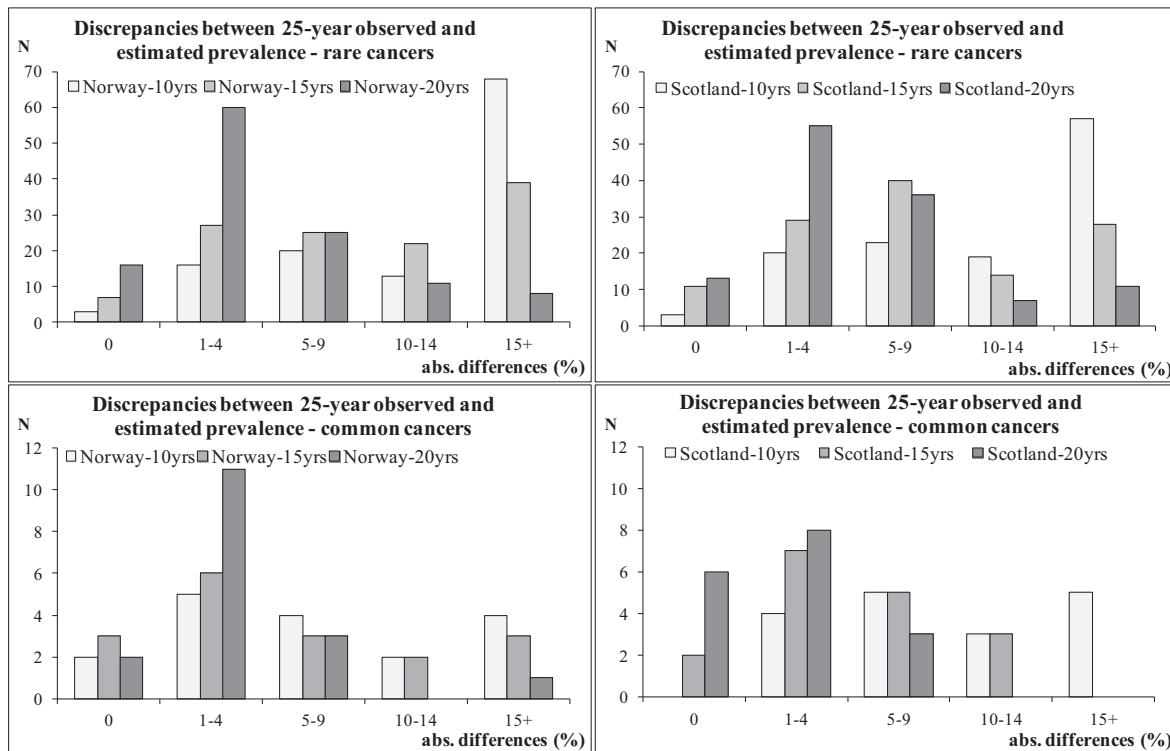 Discrepancies between 25-year observed and
estimated prevalence - rare cancers
N
Norway-10yrs Norway-15yrs Norway-20yrs
70
60
50
40
30
20
10
0
0 1-4 5-9 10-14 15+
abs. differences (%)
Discrepancies between 25-year observed and
estimated prevalence - rare cancers
N
Scotland-10yrs Scotland-15yrs Scotland-20yrs
70
60
50
40
30
20
10
0
0 1-4 5-9 10-14 15+
abs. differences (%)
Discrepancies between 25-year observed and
estimated prevalence - common cancers
N
Norway-10yrs Norway-15yrs Norway-20yrs
12
10
8
6
4
2
0
0 1-4 5-9 10-14 15+
abs. differences (%)
Discrepancies between 25-year observed and
estimated prevalence - common cancers
N
Scotland-10yrs Scotland-15yrs Scotland-20yrs
12
10
8
6
4
2
0
0 1-4 5-9 10-14 15+
abs. differences (%)